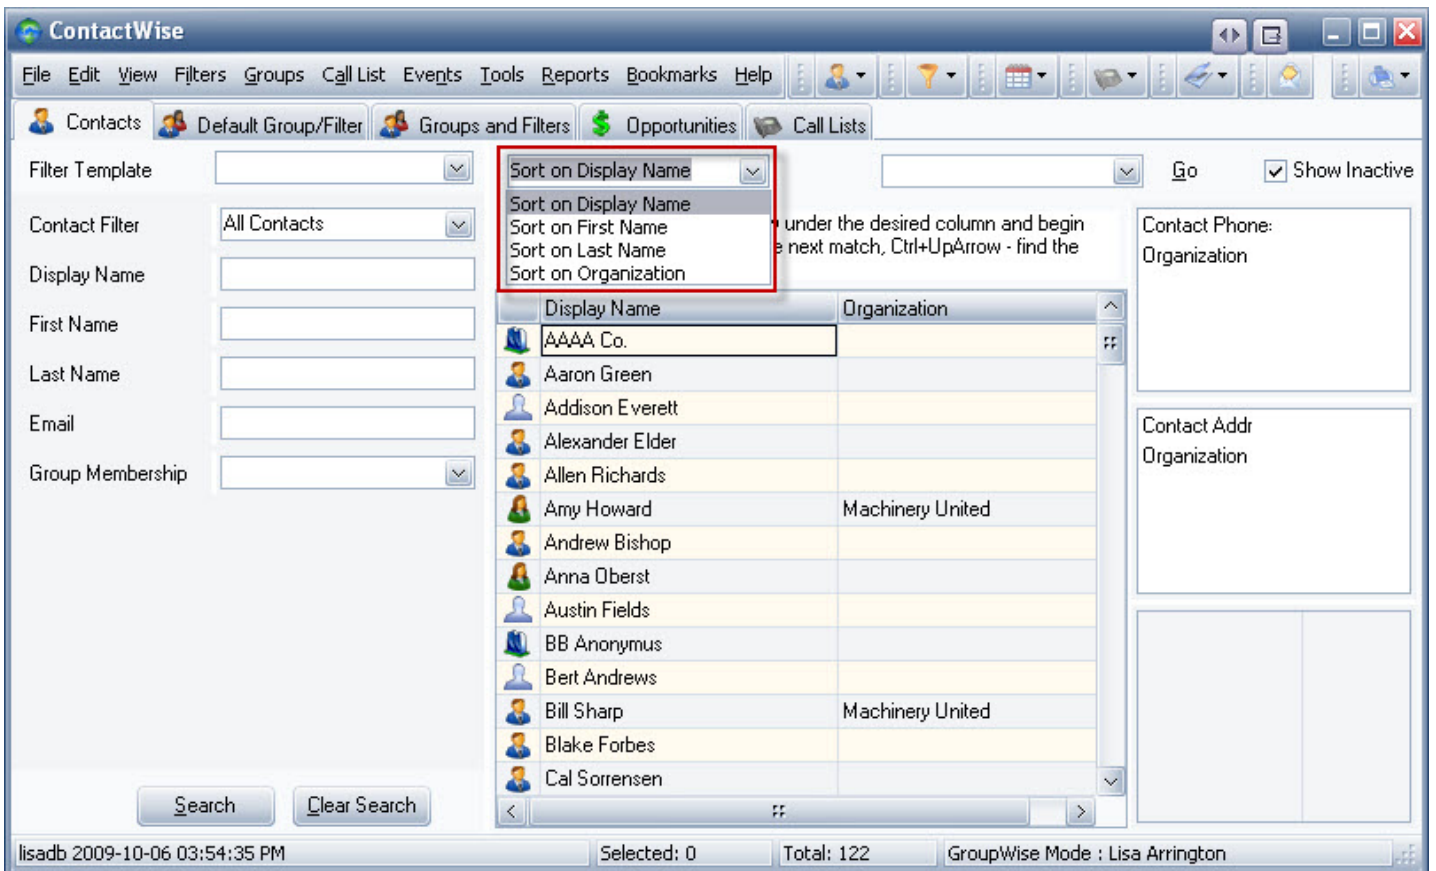 ContactWise
File Edit View Filters Groups Call List Events Tools Reports Bookmarks Help
Contacts Default Group/Filter Groups and Filters Opportunities Call Lists
Filter Template
Sort on Display Name
Go
Show Inactive
Sort on Display Name
Sort on First Name
Sort on Last Name
Sort on Organization
under the desired column and begin
next match, Ctrl+UpArrow - find the
Contact Filter
All Contacts
Display Name
First Name
Last Name
Email
Group Membership
Search
Clear Search
Display Name Organization
AAAA Co.
Aaron Green
Addison Everett
Alexander Elder
Allen Richards
Amy Howard Machinery United
Andrew Bishop
Anna Oberst
Austin Fields
BB Anonymus
Bert Andrews
Bill Sharp Machinery United
Blake Forbes
Cal Sorrensen
Contact Phone:
Organization
Contact Addr
Organization
lisadb 2009-10-06 03:54:35 PM
Selected: 0
Total: 122
GroupWise Mode : Lisa Arrington